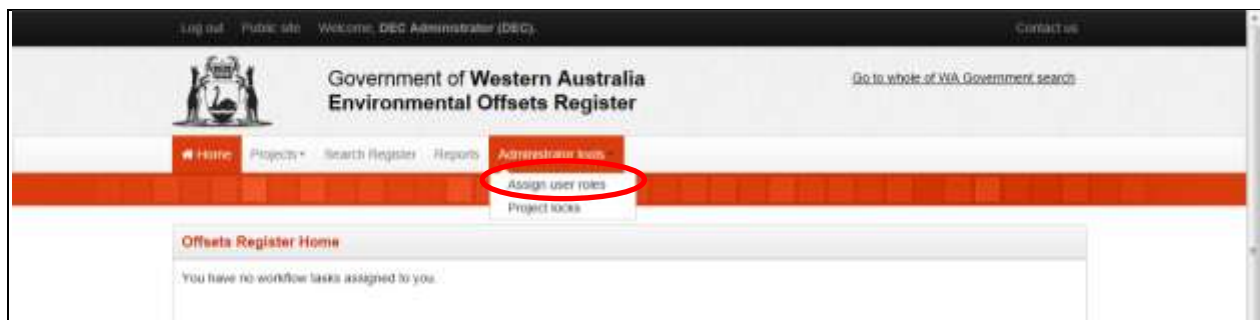 Log out Public site Welcome, DEC Administrator (DEC). Contact us
Government of Western Australia Go to whole of WA Government search
Environmental Offsets Register
Home Projects Search Register Reports Administrator tools
Assign user roles
Project locks
Offsets Register Home
You have no workflow tasks assigned to you.